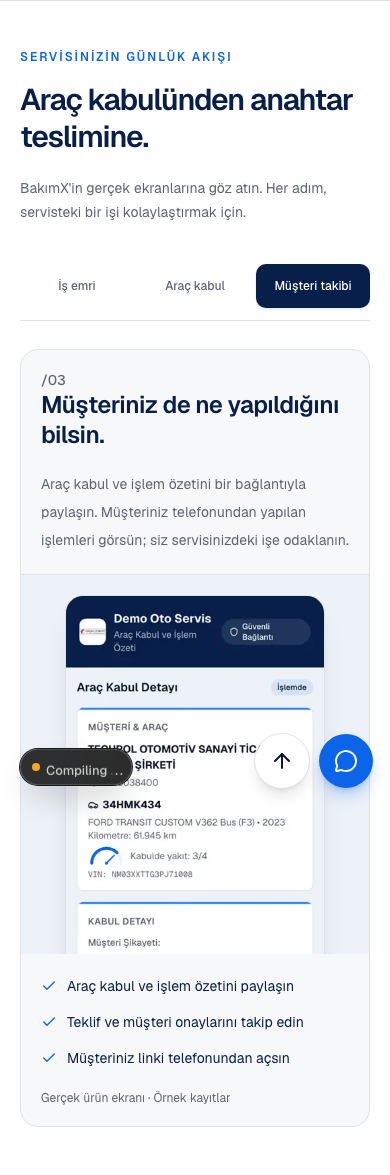 SERVİSİNİZİN GÜNLÜK AKIŞI
Araç kabulünden anahtar
teslimine.
BakımX'in gerçek ekranlarına göz atın. Her adım,
servisteki bir işi kolaylaştırmak için.
İş emri
Araç kabul
Müşteri takibi
/03
Müşteriniz de ne yapıldığını
bilsin.
Araç kabul ve işlem özetini bir bağlantıyla
paylaşın. Müşteriniz telefonundan yapılan
işlemleri görsün; siz servisinizdeki işe odaklanın.
Demo Oto Servis
Araç Kabul ve İşlem
Özeti
Güvenli
Bağlantı
Araç Kabul Detayı
İşlemde
MÜŞTERİ & ARAÇ
OTOMOTİV SANAYİ
ŞİRKETİ
Compiling ...
34HMK434
FORD TRANSIT CUSTOM V362 Bus (F3) • 2023
Kilometre: 61.945 km
Kabulde yakıt: 3/4
VIN: NM03XXTTG3PJ71008
KABUL DETAYI
Müşteri Şikayeti:
Araç kabul ve işlem özetini paylaşın
Teklif ve müşteri onaylarını takip edin
Müşteriniz linki telefonundan açsın
Gerçek ürün ekranı · Örnek kayıtlar